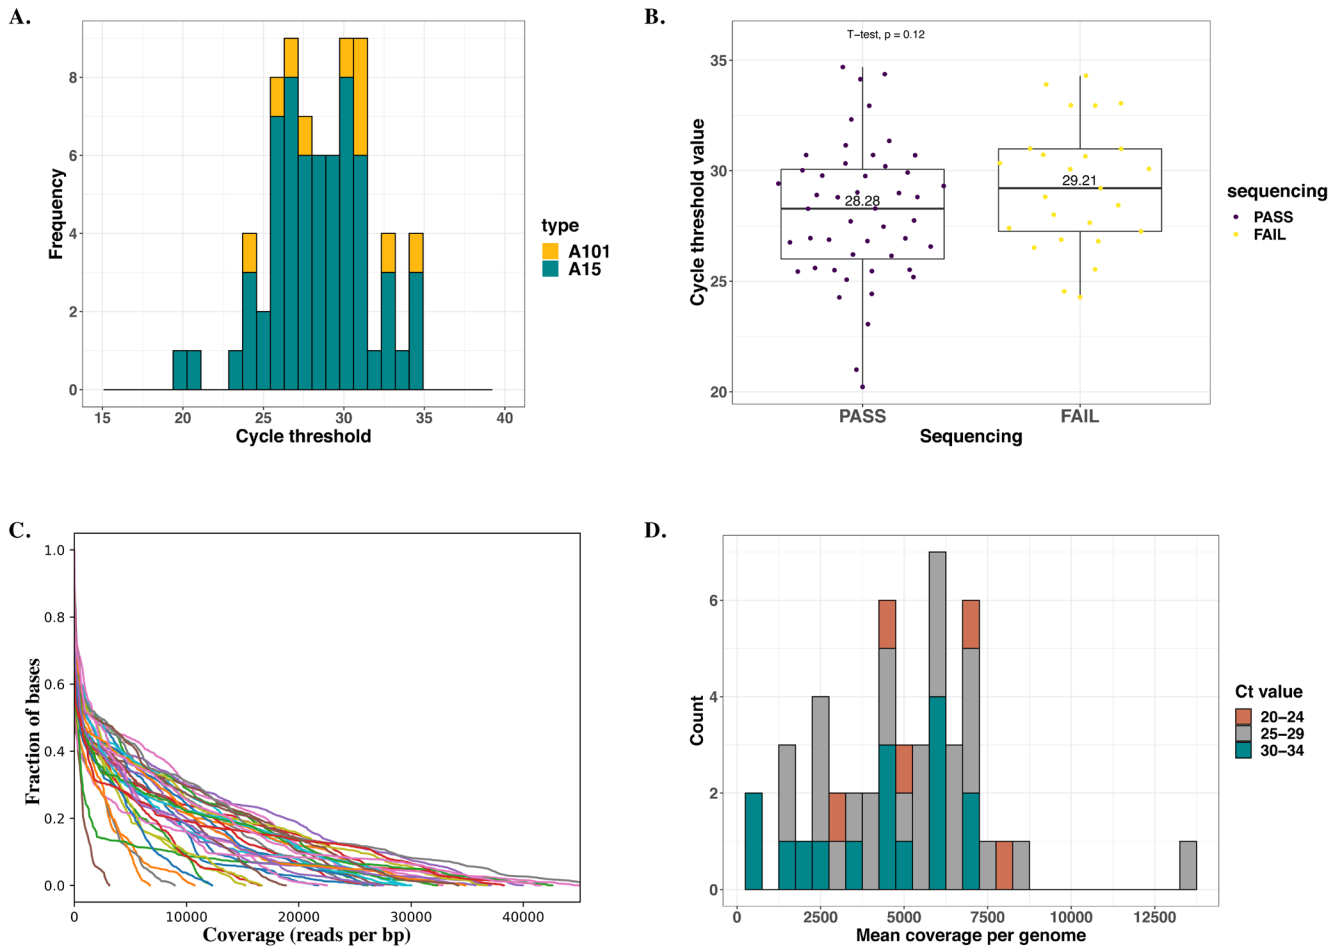 A.
Frequency
8
6
4
2
0
15 20 25 30 35 40
Cycle threshold
type
A101
A15
B.
T-test, p = 0.12
Cycle threshold value
35
30
25
20
28.28
29.21
PASS FAIL
Sequencing
sequencing
PASS
FAIL
C.
Fraction of bases
1.0
0.8
0.6
0.4
0.2
0.0
0 10000 20000 30000 40000
Coverage (reads per bp)
D.
Count
6
4
2
0
0 2500 5000 7500 10000 12500
Mean coverage per genome
Ct value
20-24
25-29
30-34